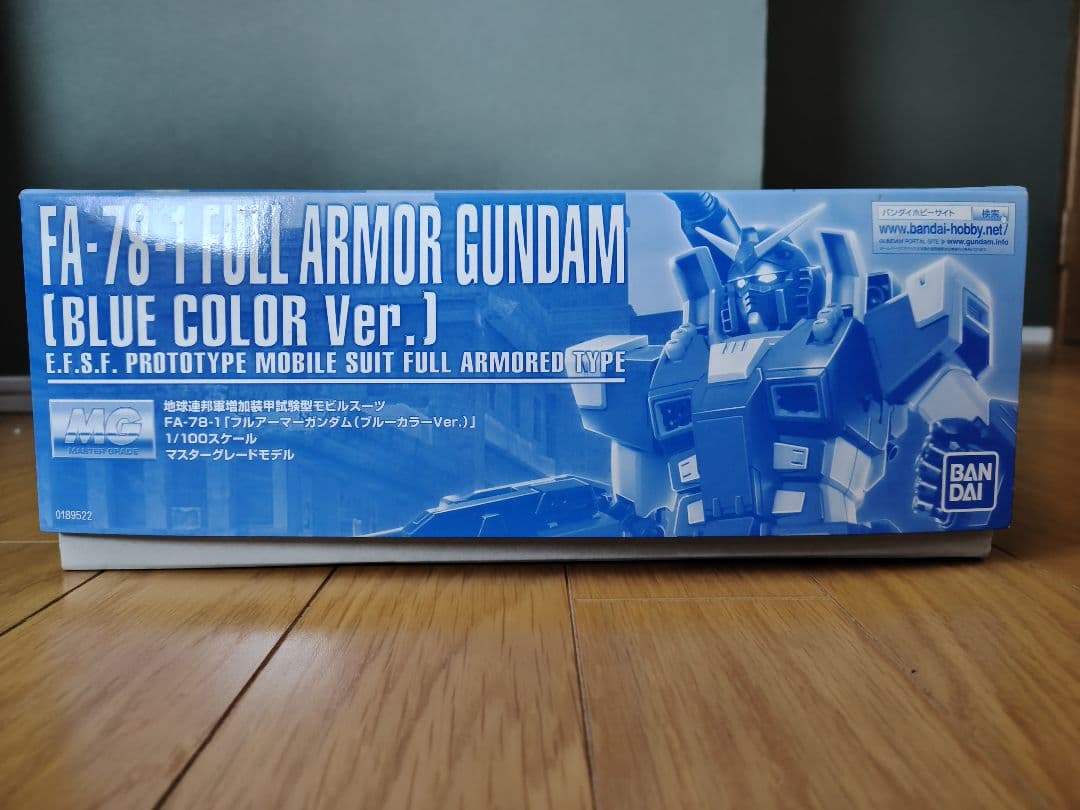 FA-78-1 FULL ARMOR GUNDAM
[BLUE COLOR Ver.]
E.F.S.F. PROTOTYPE MOBILE SUIT FULL ARMORED TYPE
MG
MASTER GRADE
地球連邦軍増加装甲試験型モビルスーツ
FA-78-1「フルアーマーガンダム(ブルーカラーVer.)」
1/100スケール
マスターグレードモデル
0189522
バンダイホビーサイト 検索
www.bandai-hobby.net/
GUNDAM PORTAL SITE www.gundam.info
BAN
DAI